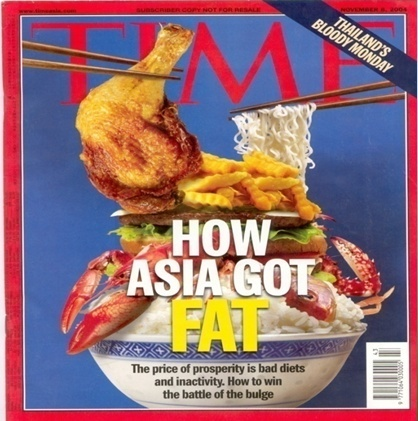 www.timeasia.com
SUBSCRIBER COPY NOT FOR RESALE
NOVEMBER 8, 2004
TIME
THAILAND'S
BLOODY MONDAY
HOW
ASIA GOT
FAT
The price of prosperity is bad diets
and inactivity. How to win
the battle of the bulge